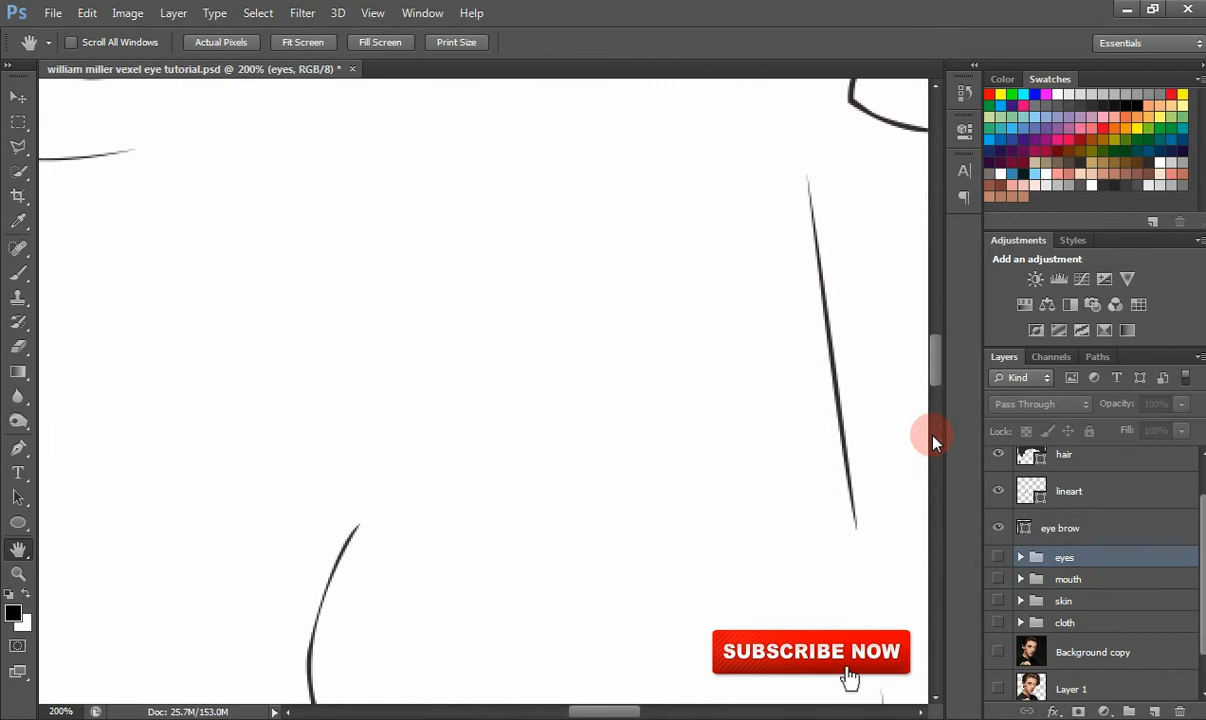 Ps File Edit Image Layer Type Select Filter 3D View Window Help
Scroll All Windows Actual Pixels Fit Screen Fill Screen Print Size Essentials
william miller vexel eye tutorial.psd @ 200% (eyes, RGB/8) * ×
Color Swatches
Adjustments Styles
Add an adjustment
Layers Channels Paths
Kind
Pass Through Opacity: 100%
Lock: Fill: 100%
hair
lineart
eye brow
eyes
mouth
skin
cloth
Background copy
Layer 1
SUBSCRIBE NOW
200% Doc: 25.7M/153.0M